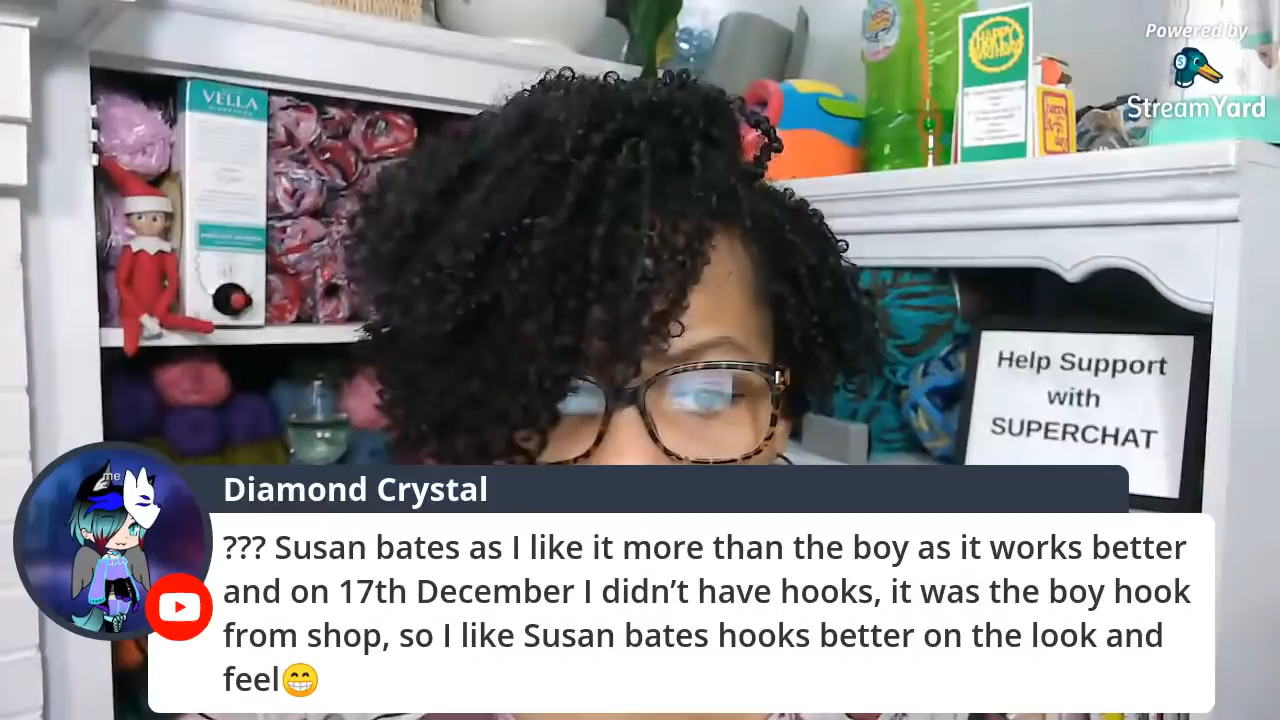 Powered by
StreamYard
VELLA
HAPPY
Help Support
with
SUPERCHAT
me
Diamond Crystal
??? Susan bates as I like it more than the boy as it works better
and on 17th December I didn’t have hooks, it was the boy hook
from shop, so I like Susan bates hooks better on the look and
feel😁